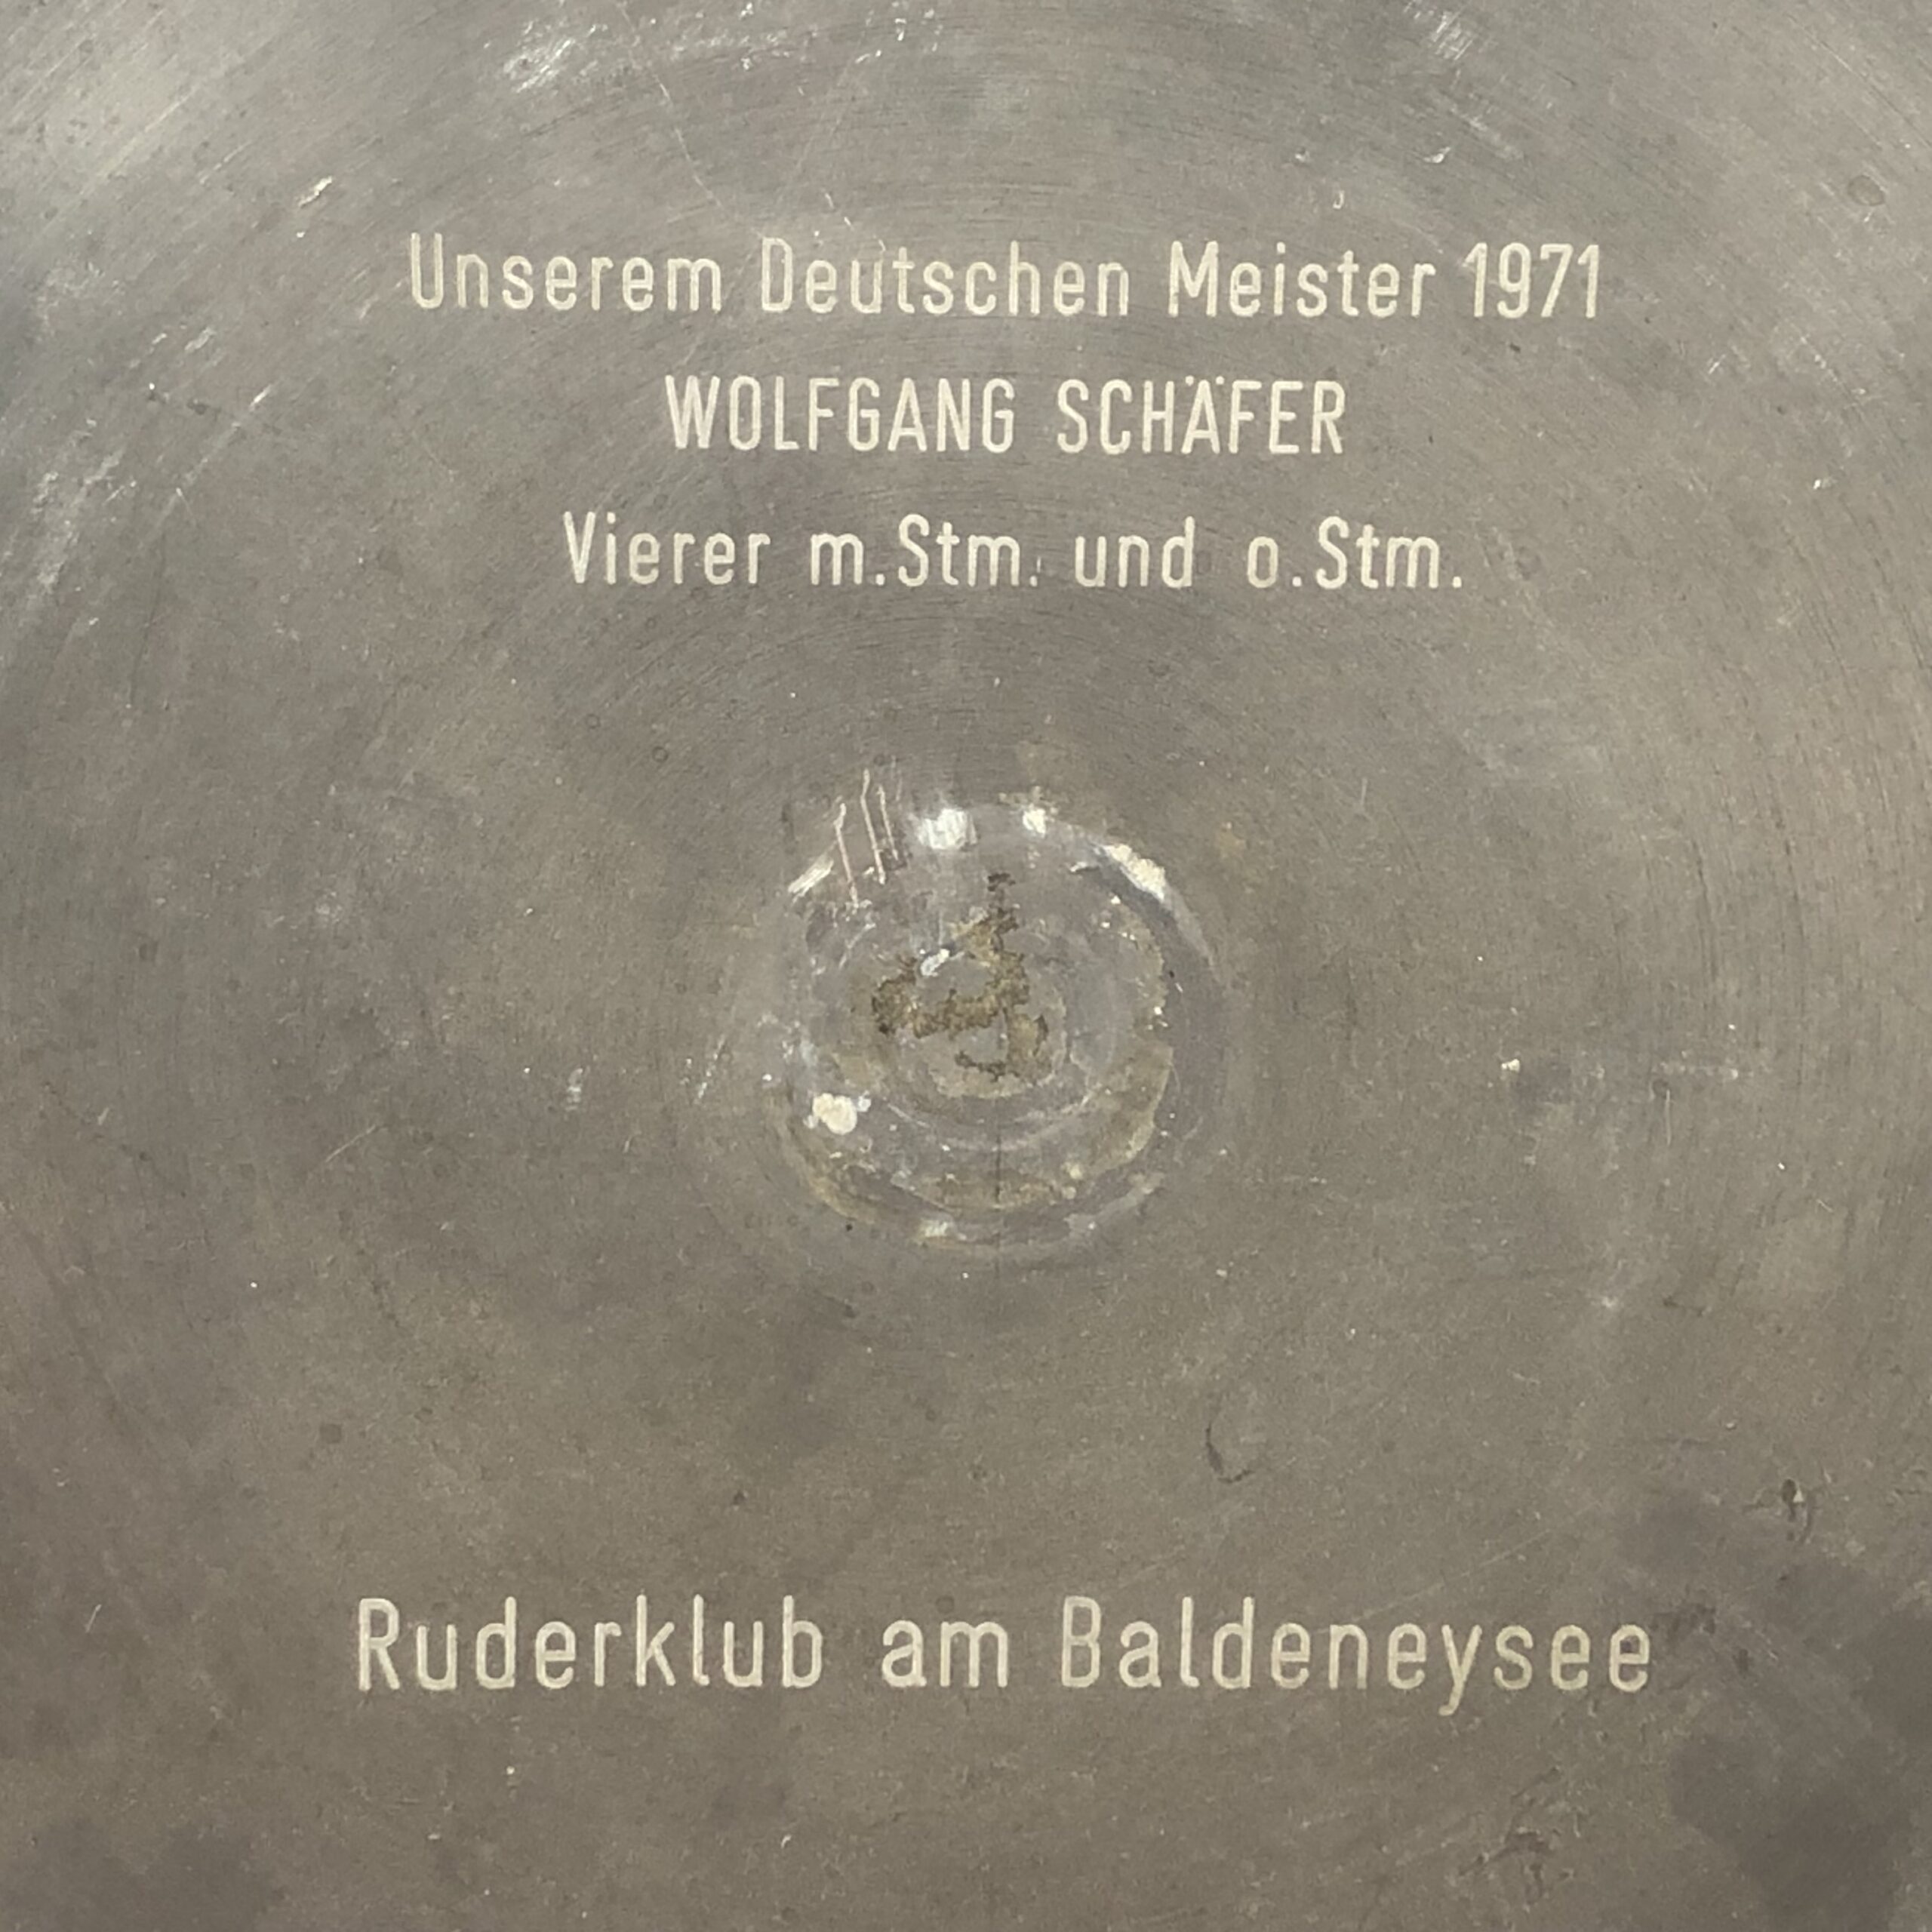 Unserem Deutschen Meister 1971
WOLFGANG SCHÄFER
Vierer m.Stm. und o.Stm.
Ruderklub am Baldeneysee